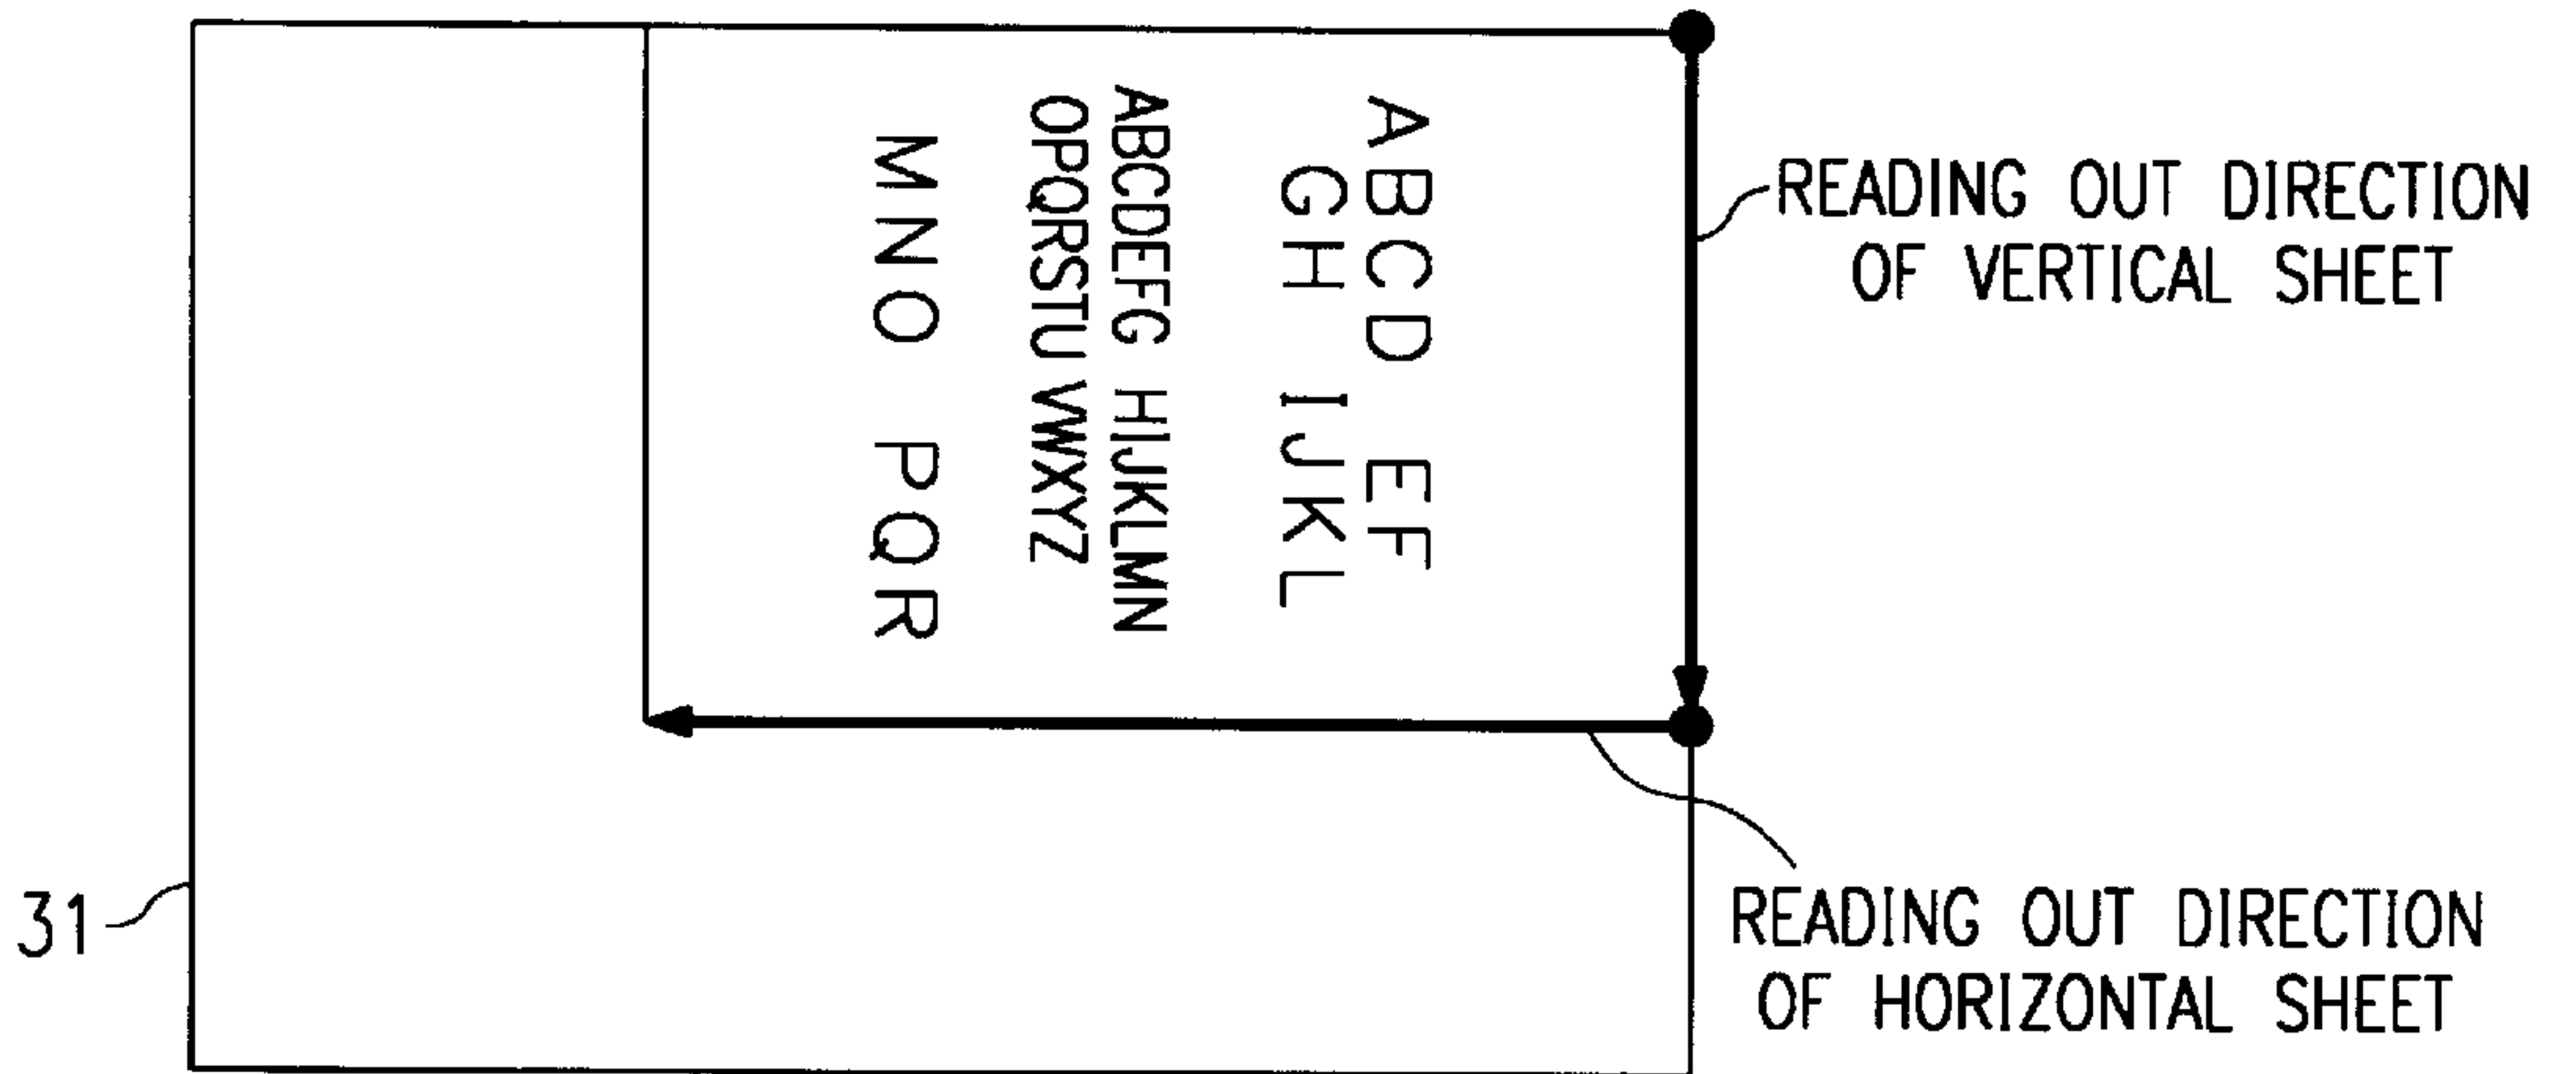 ABCD EF
GH IJKL
ABCDEFG HIJKLMN
OPQRSTU VWXYZ
MNO PQR
READING OUT DIRECTION
OF VERTICAL SHEET
READING OUT DIRECTION
OF HORIZONTAL SHEET
31